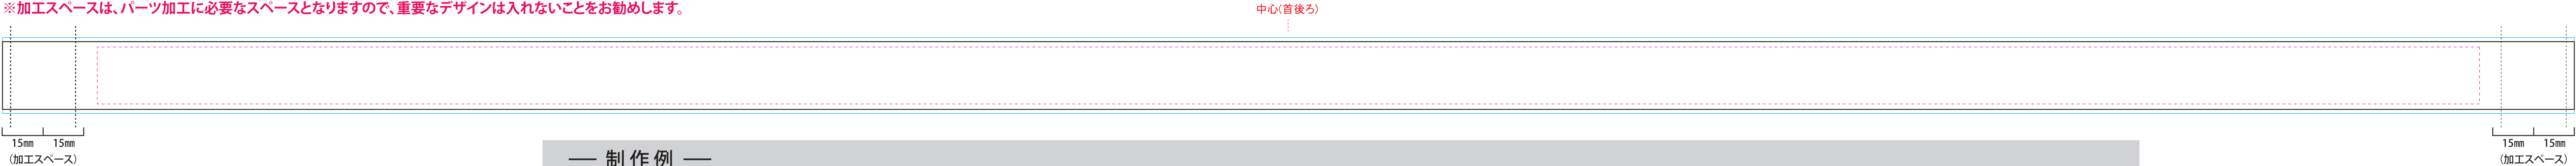 ※加工スペースは、パーツ加工に必要なスペースとなりますので、重要なデザインは入れないことをお勧めします。
中心(首後ろ)
15mm 15mm
(加工スペース)
15mm 15mm
(加工スペース)
制作例